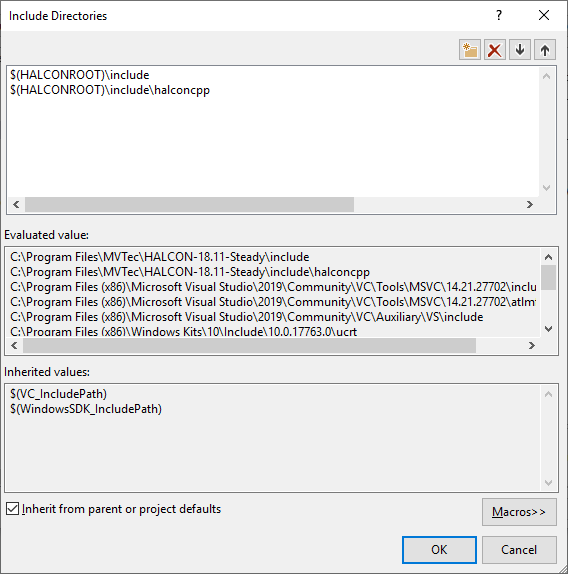 Include Directories
$(HALCONROOT)\include
$(HALCONROOT)\include\halconcpp
Evaluated value:
C:\Program Files\MVTec\HALCON-18.11-Steady\include
C:\Program Files\MVTec\HALCON-18.11-Steady\include\halconcpp
C:\Program Files (x86)\Microsoft Visual Studio\2019\Community\VC\Tools\MSVC\14.21.27702\inclu
C:\Program Files (x86)\Microsoft Visual Studio\2019\Community\VC\Tools\MSVC\14.21.27702\atlmf
C:\Program Files (x86)\Microsoft Visual Studio\2019\Community\VC\Auxiliary\VS\include
C:\Program Files (x86)\Windows Kits\10\Include\10.0.17763.0\ucrt
Inherited values:
$(VC_IncludePath)
$(WindowsSDK_IncludePath)
Inherit from parent or project defaults
Macros>>
OK Cancel